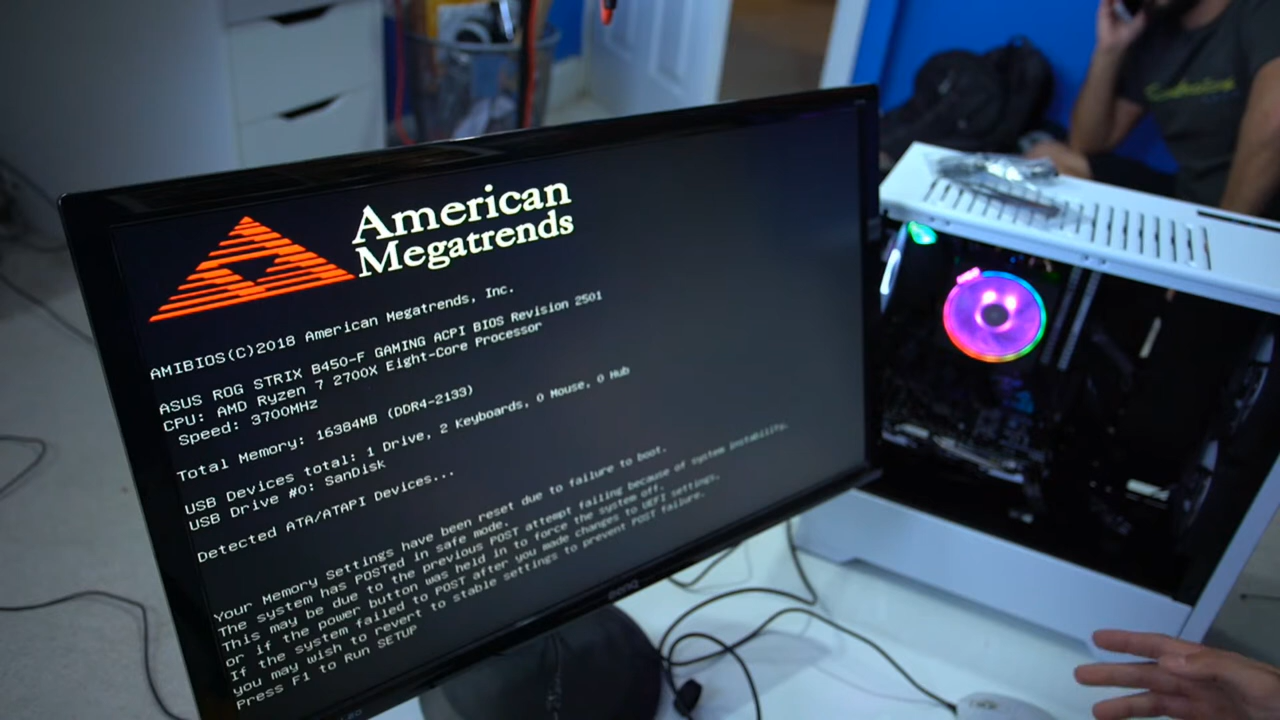 American
Megatrends
AMIBIOS(C)2018 American Megatrends, Inc.
ASUS ROG STRIX B450-F GAMING ACPI BIOS Revision 2501
CPU: AMD Ryzen 7 2700X Eight-Core Processor
Speed: 3700MHz
Total Memory: 16384MB (DDR4-2133)
USB Devices total: 1 Drive, 2 Keyboards, 0 Mouse, 0 Hub
USB Drive #0: SanDisk
Detected ATA/ATAPI Devices...
Your Memory Settings have been reset due to failure to boot.
The system has POSTed in safe mode.
This may be due to the previous POST attempt failing because of system instability,
or if the power button was held in to force the system off.
If the system failed to POST after you made changes to UEFI settings,
you may wish to revert to stable settings to prevent POST failure.
Press F1 to Run SETUP
BenQ